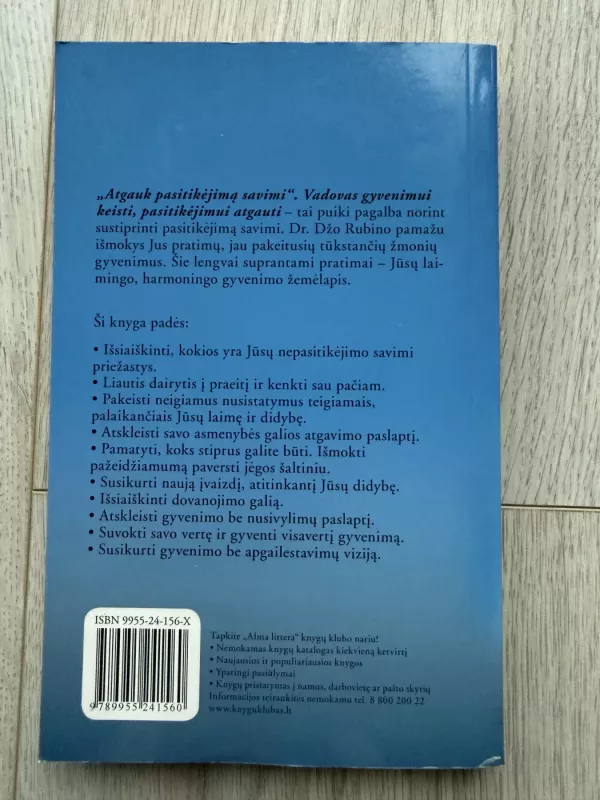 „Atgauk pasitikėjimą savimi“. Vadovas gyvenimui
keisti, pasitikėjimui atgauti – tai puiki pagalba norint
sustiprinti pasitikėjimą savimi. Dr. Džo Rubino pamažu
išmokys Jus pratimų, jau pakeitusių tūkstančių žmonių
gyvenimus. Šie lengvai suprantami pratimai – Jūsų lai-
mingo, harmoningo gyvenimo žemėlapis.
Ši knyga padės:
• Išsiaiškinti, kokios yra Jūsų nepasitikėjimo savimi
priežastys.
• Liautis dairytis į praeitį ir kenkti sau pačiam.
• Pakeisti neigiamus nusistatymus teigiamais,
palaikančiais Jūsų laimę ir didybę.
• Atskleisti savo asmenybės galios atgavimo paslaptį.
• Pamatyti, koks stiprus galite būti. Išmokti
pažeidžiamumą paversti jėgos šaltiniu.
• Susikurti naują įvaizdį, atitinkantį Jūsų didybę.
• Išsiaiškinti dovanojimo galią.
• Atskleisti gyvenimo be nusivylimų paslaptį.
• Suvokti savo vertę ir gyventi visavertį gyvenimą.
• Susikurti gyvenimo be apgailestavimų viziją.
ISBN 9955-24-156-X
9 789955 241560
Tapkite „Alma littera“ knygų klubo nariu!
• Nemokamas knygų katalogas kiekvieną ketvirtį
• Naujausios ir populiariausios knygos
• Ypatingi pasiūlymai
• Knygų pristatymas į namus, darbovietę ar pašto skyrių
Informacijos teiraukitės nemokamu tel. 8 800 200 22
www.knyguklubas.lt